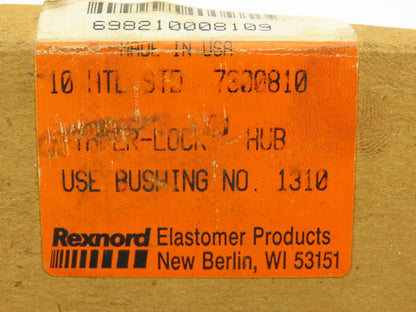 698210008109
MADE IN USA
10 HTL STD 7300810
TAPER-LOCK HUB
USE BUSHING NO. 1310
Rexnord Elastomer Products
New Berlin, WI 53151